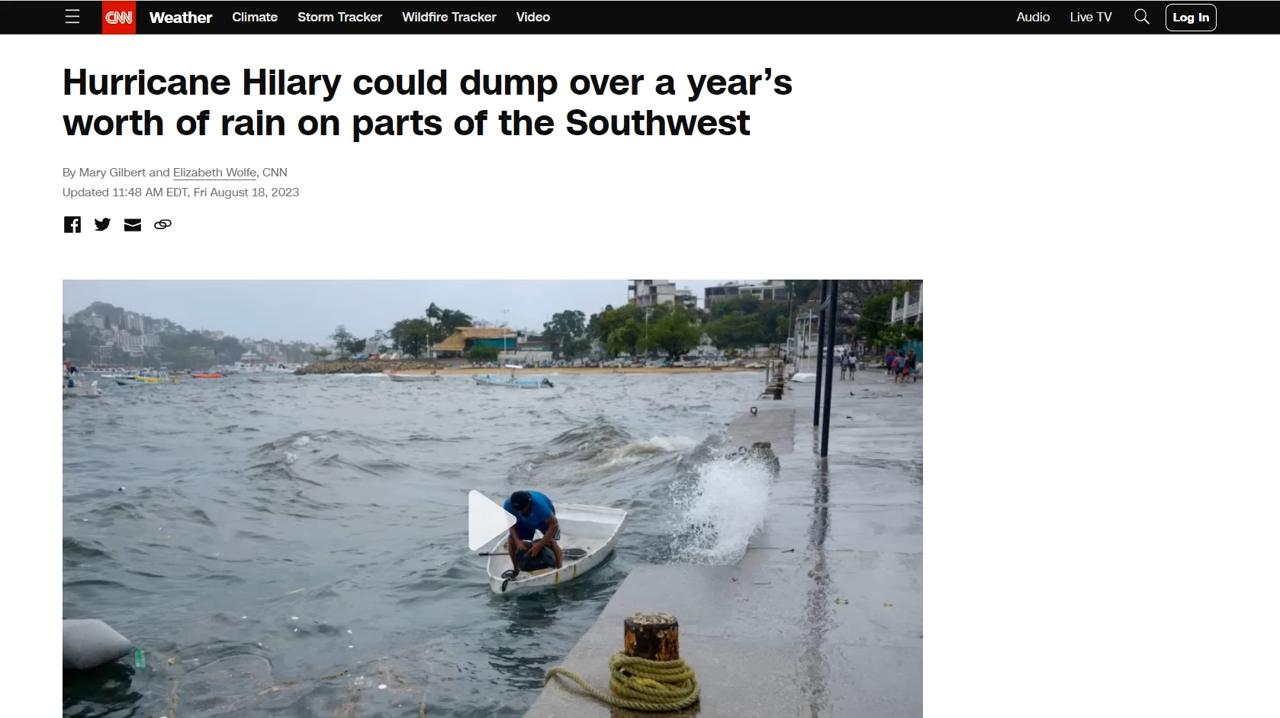 CNN Weather Climate Storm Tracker Wildfire Tracker Video Audio Live TV Log In
Hurricane Hilary could dump over a year’s
worth of rain on parts of the Southwest
By Mary Gilbert and Elizabeth Wolfe, CNN
Updated 11:48 AM EDT, Fri August 18, 2023